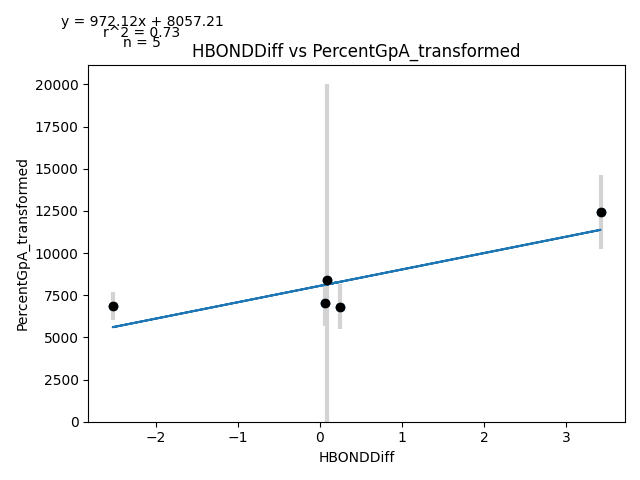 y = 972.12x + 8057.21
r^2 = 0.73
n = 5
HBONDDiff vs PercentGpA_transformed
PercentGpA_transformed
20000
17500
15000
12500
10000
7500
5000
2500
0
−2
−1
0
1
2
3
HBONDDiff